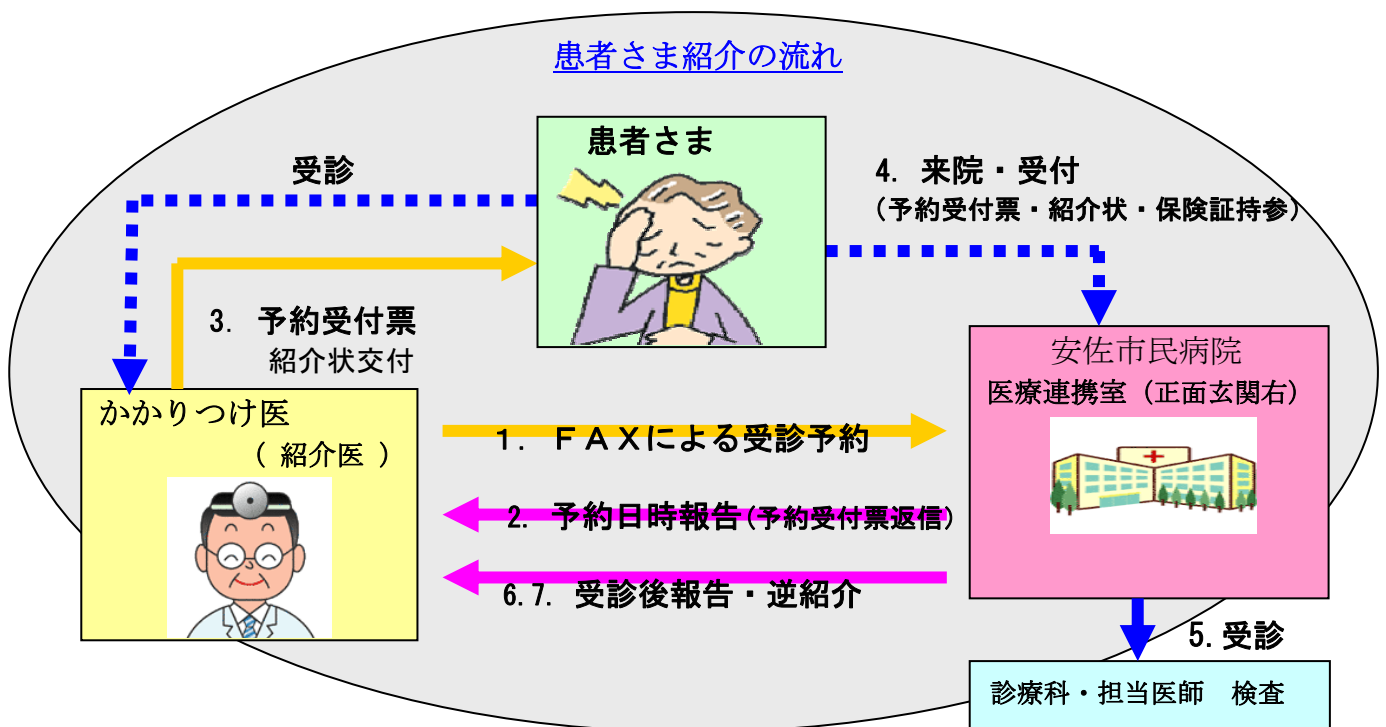 患者さま紹介の流れ
患者さま
受診
4. 来院・受付
(予約受付票・紹介状・保険証持参)
3. 予約受付票
紹介状交付
安佐市民病院
医療連携室(正面玄関右)
かかりつけ医
( 紹介医 )
1. ＦＡＸによる受診予約
2. 予約日時報告(予約受付票返信)
6.7. 受診後報告・逆紹介
5. 受診
診療科・担当医師　検査